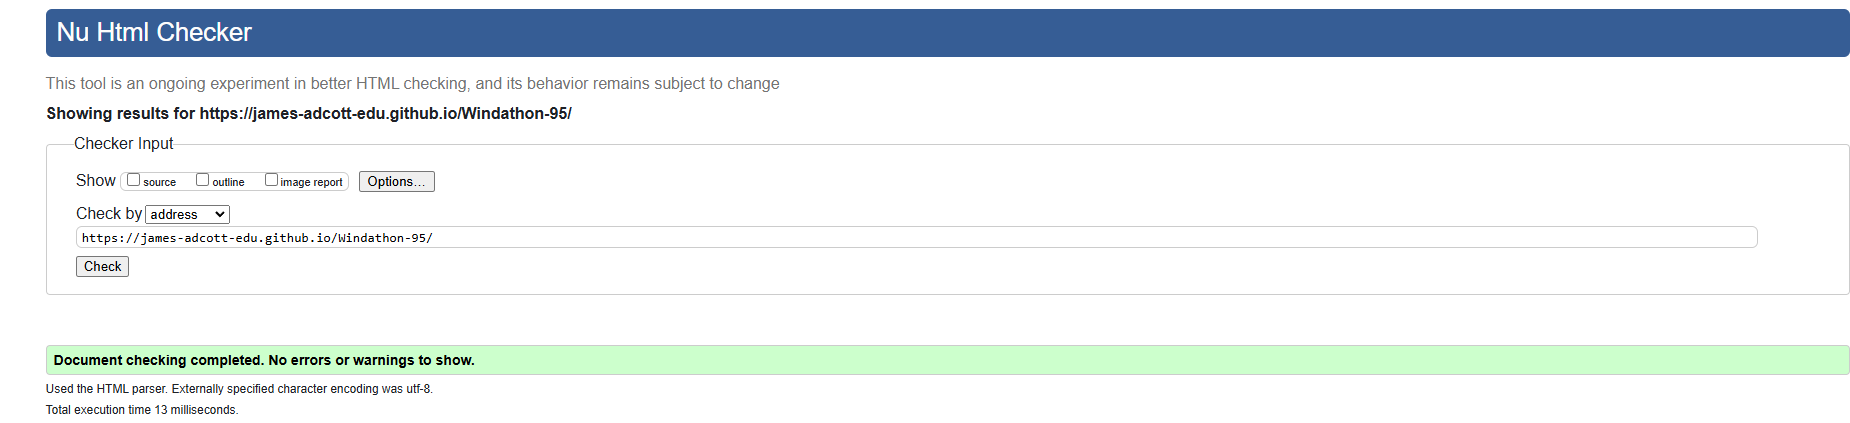 Nu Html Checker
This tool is an ongoing experiment in better HTML checking, and its behavior remains subject to change
Showing results for https://james-adcott-edu.github.io/Windathon-95/
Checker Input
Show source outline image report Options...
Check by address
https://james-adcott-edu.github.io/Windathon-95/
Check
Document checking completed. No errors or warnings to show.
Used the HTML parser. Externally specified character encoding was utf-8.
Total execution time 13 milliseconds.